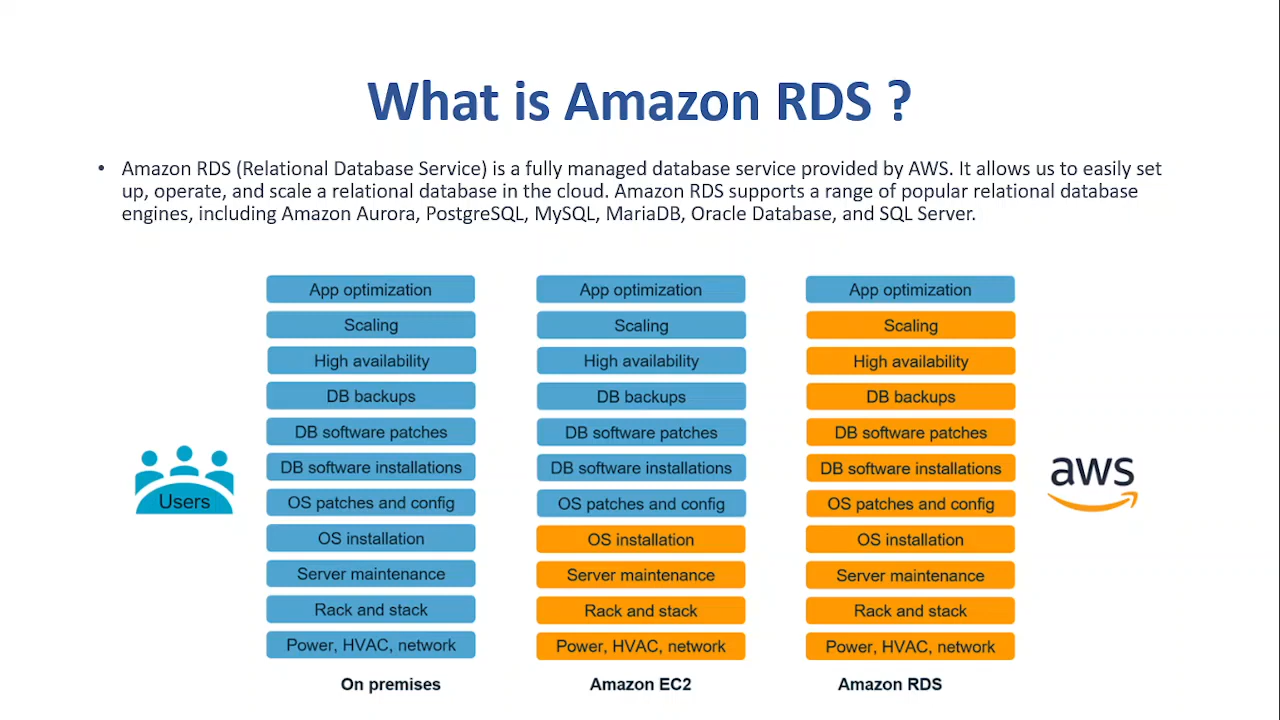 What is Amazon RDS ?
• Amazon RDS (Relational Database Service) is a fully managed database service provided by AWS. It allows us to easily set
up, operate, and scale a relational database in the cloud. Amazon RDS supports a range of popular relational database
engines, including Amazon Aurora, PostgreSQL, MySQL, MariaDB, Oracle Database, and SQL Server.
Users
App optimization
Scaling
High availability
DB backups
DB software patches
DB software installations
OS patches and config
OS installation
Server maintenance
Rack and stack
Power, HVAC, network
On premises
App optimization
Scaling
High availability
DB backups
DB software patches
DB software installations
OS patches and config
OS installation
Server maintenance
Rack and stack
Power, HVAC, network
Amazon EC2
App optimization
Scaling
High availability
DB backups
DB software patches
DB software installations
OS patches and config
OS installation
Server maintenance
Rack and stack
Power, HVAC, network
Amazon RDS
aws